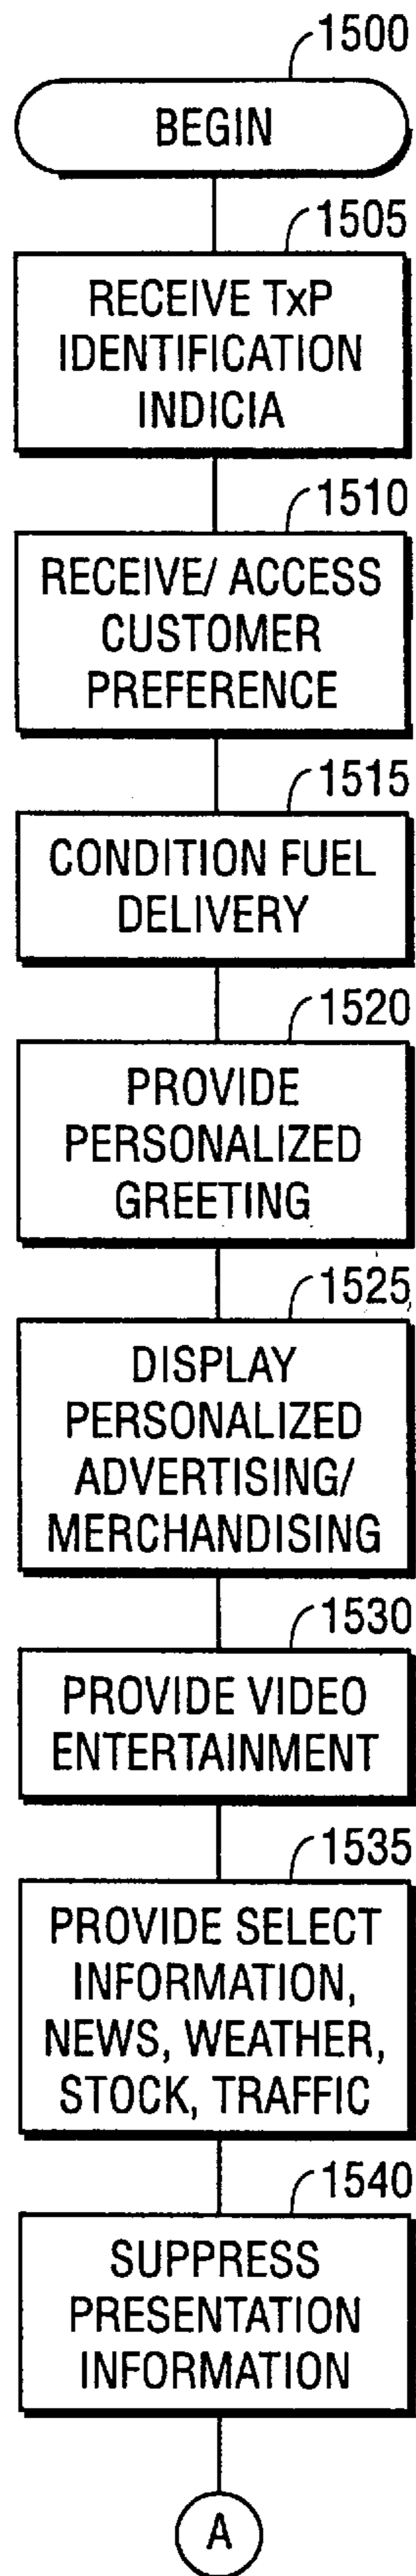 1500
BEGIN
1505
RECEIVE TxP
IDENTIFICATION
INDICIA
1510
RECEIVE/ ACCESS
CUSTOMER
PREFERENCE
1515
CONDITION FUEL
DELIVERY
1520
PROVIDE
PERSONALIZED
GREETING
1525
DISPLAY
PERSONALIZED
ADVERTISING/
MERCHANDISING
1530
PROVIDE VIDEO
ENTERTAINMENT
1535
PROVIDE SELECT
INFORMATION,
NEWS, WEATHER,
STOCK, TRAFFIC
1540
SUPPRESS
PRESENTATION
INFORMATION
A